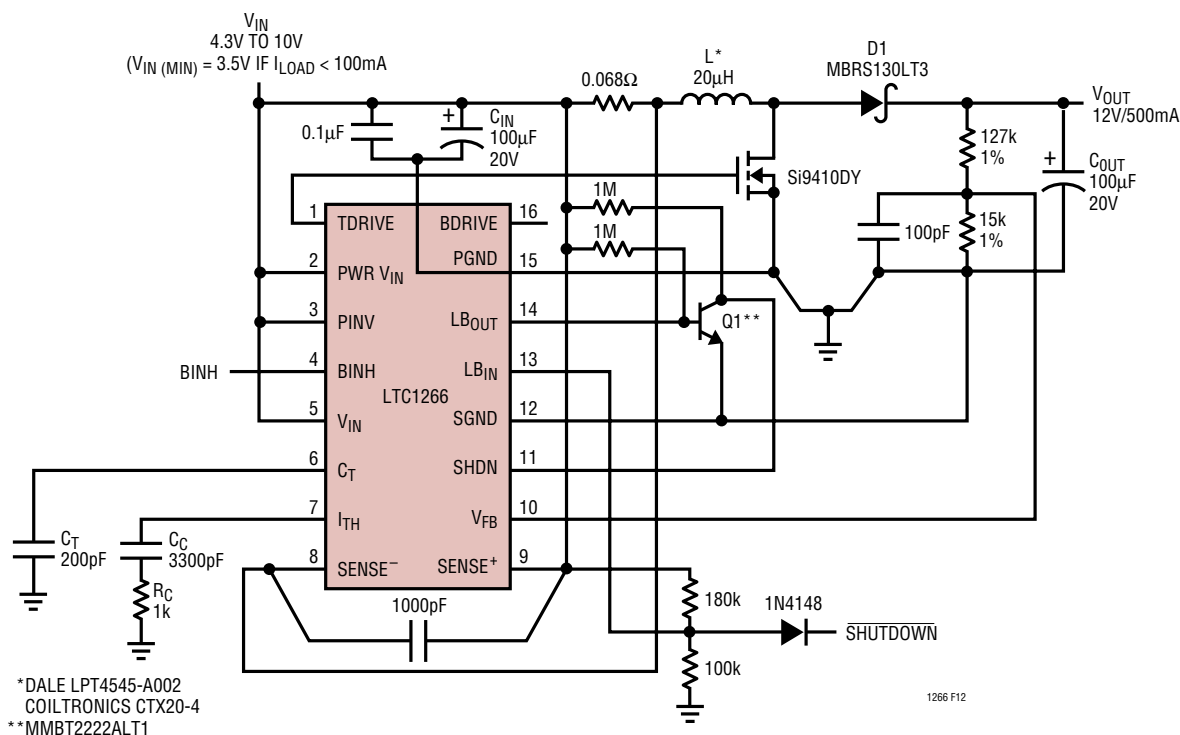 V_IN
4.3V TO 10V
(V_IN (MIN) = 3.5V IF I_LOAD < 100mA
0.1µF
+
C_IN
100µF
20V
0.068Ω
L*
20µH
D1
MBRS130LT3
V_OUT
12V/500mA
127k
1%
+
C_OUT
100µF
20V
Si9410DY
100pF
15k
1%
1M
1M
1
TDRIVE
BDRIVE
16
2
PWR V_IN
PGND
15
3
PINV
LB_OUT
14
Q1**
BINH
4
BINH
LB_IN
13
LTC1266
5
V_IN
SGND
12
6
C_T
SHDN
11
7
I_TH
V_FB
10
8
SENSE–
SENSE+
9
C_T
200pF
C_C
3300pF
R_C
1k
1000pF
180k
1N4148
SHUTDOWN
100k
*DALE LPT4545-A002
COILTRONICS CTX20-4
**MMBT2222ALT1
1266 F12